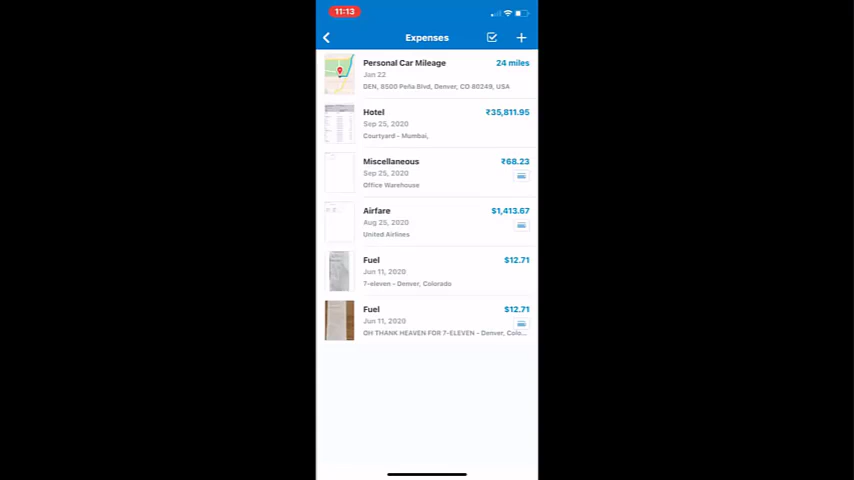 11:13
Expenses
Personal Car Mileage 24 miles
Jun 22
DEN, 8500 Peña Blvd, Denver, CO 80249, USA
Hotel ₹35,811.95
Sep 25, 2020
Courtyard - Mumbai,
Miscellaneous ₹68.23
Sep 25, 2020
Office Warehouse
Airfare $1,413.67
Aug 25, 2020
United Airlines
Fuel $12.71
Jun 11, 2020
7-eleven - Denver, Colorado
Fuel $12.71
Jun 11, 2020
OH THANK HEAVEN FOR 7-ELEVEN - Denver, Colo...